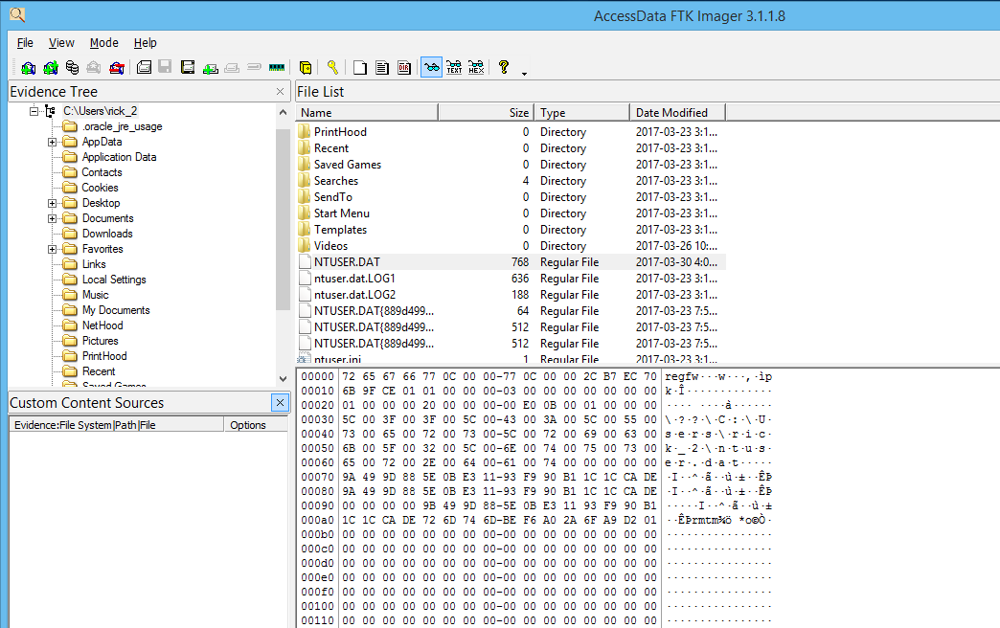 AccessData FTK Imager 3.1.1.8
File View Mode Help
Evidence Tree
C:\Users\rick_2
.oracle_jre_usage
AppData
Application Data
Contacts
Cookies
Desktop
Documents
Downloads
Favorites
Links
Local Settings
Music
My Documents
NetHood
Pictures
PrintHood
Recent
Saved Games
Custom Content Sources
Evidence:File System|Path|File Options
File List
Name Size Type Date Modified
PrintHood 0 Directory 2017-03-23 3:1...
Recent 0 Directory 2017-03-23 3:1...
Saved Games 0 Directory 2017-03-23 3:1...
Searches 4 Directory 2017-03-23 3:1...
SendTo 0 Directory 2017-03-23 3:1...
Start Menu 0 Directory 2017-03-23 3:1...
Templates 0 Directory 2017-03-23 3:1...
Videos 0 Directory 2017-03-26 10:...
NTUSER.DAT 768 Regular File 2017-03-30 4:0...
ntuser.dat.LOG1 636 Regular File 2017-03-23 3:1...
ntuser.dat.LOG2 188 Regular File 2017-03-23 3:1...
NTUSER.DAT{889d499... 64 Regular File 2017-03-23 7:5...
NTUSER.DAT{889d499... 512 Regular File 2017-03-23 7:5...
NTUSER.DAT{889d499... 512 Regular File 2017-03-23 7:5...
ntuser.ini 1 Regular File 2017-03-23 3:1...
00000 72 65 67 66 77 0C 00 00-77 0C 00 00 2C B7 EC 70 regfw···w···,·ìp
00010 6B 9F CE 01 01 00 00 00-03 00 00 00 00 00 00 00 k·Î·············
00020 01 00 00 00 20 00 00 00-00 E0 0B 00 01 00 00 00 ···· ····à······
00030 5C 00 3F 00 3F 00 5C 00-43 00 3A 00 5C 00 55 00 \·?·?·\·C·:·\·U·
00040 73 00 65 00 72 00 73 00-5C 00 72 00 69 00 63 00 s·e·r·s·\·r·i·c·
00050 6B 00 5F 00 32 00 5C 00-6E 00 74 00 75 00 73 00 k·_·2·\·n·t·u·s·
00060 65 00 72 00 2E 00 64 00-61 00 74 00 00 00 00 00 e·r·.·d·a·t·····
00070 9A 49 9D 88 5E 0B E3 11-93 F9 90 B1 1C 1C CA DE ·I··^·ã··ù·±··ÊÞ
00080 9A 49 9D 88 5E 0B E3 11-93 F9 90 B1 1C 1C CA DE ·I··^·ã··ù·±··ÊÞ
00090 00 00 00 00 9B 49 9D 88-5E 0B E3 11 93 F9 90 B1 ·····I··^·ã··ù·±
000a0 1C 1C CA DE 72 6D 74 6D-BE F6 A0 2A 6F A9 D2 01 ··ÊÞrmtm¾ö *o©Ò·
000b0 00 00 00 00 00 00 00 00-00 00 00 00 00 00 00 00 ················
000c0 00 00 00 00 00 00 00 00-00 00 00 00 00 00 00 00 ················
000d0 00 00 00 00 00 00 00 00-00 00 00 00 00 00 00 00 ················
000e0 00 00 00 00 00 00 00 00-00 00 00 00 00 00 00 00 ················
000f0 00 00 00 00 00 00 00 00-00 00 00 00 00 00 00 00 ················
00100 00 00 00 00 00 00 00 00-00 00 00 00 00 00 00 00 ················
00110 00 00 00 00 00 00 00 00-00 00 00 00 00 00 00 00 ················